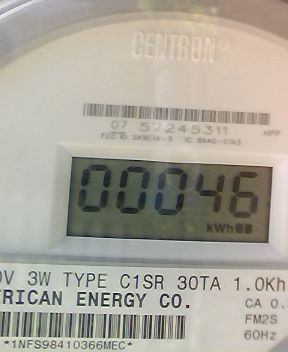 CENTRON®
07 57245311
HPP
00046
kWh
0V 3W TYPE C1SR 30TA 1.0Kh
RICAN ENERGY CO.
CA 0.
FM2S
60Hz
*1NFS98410366MEC*